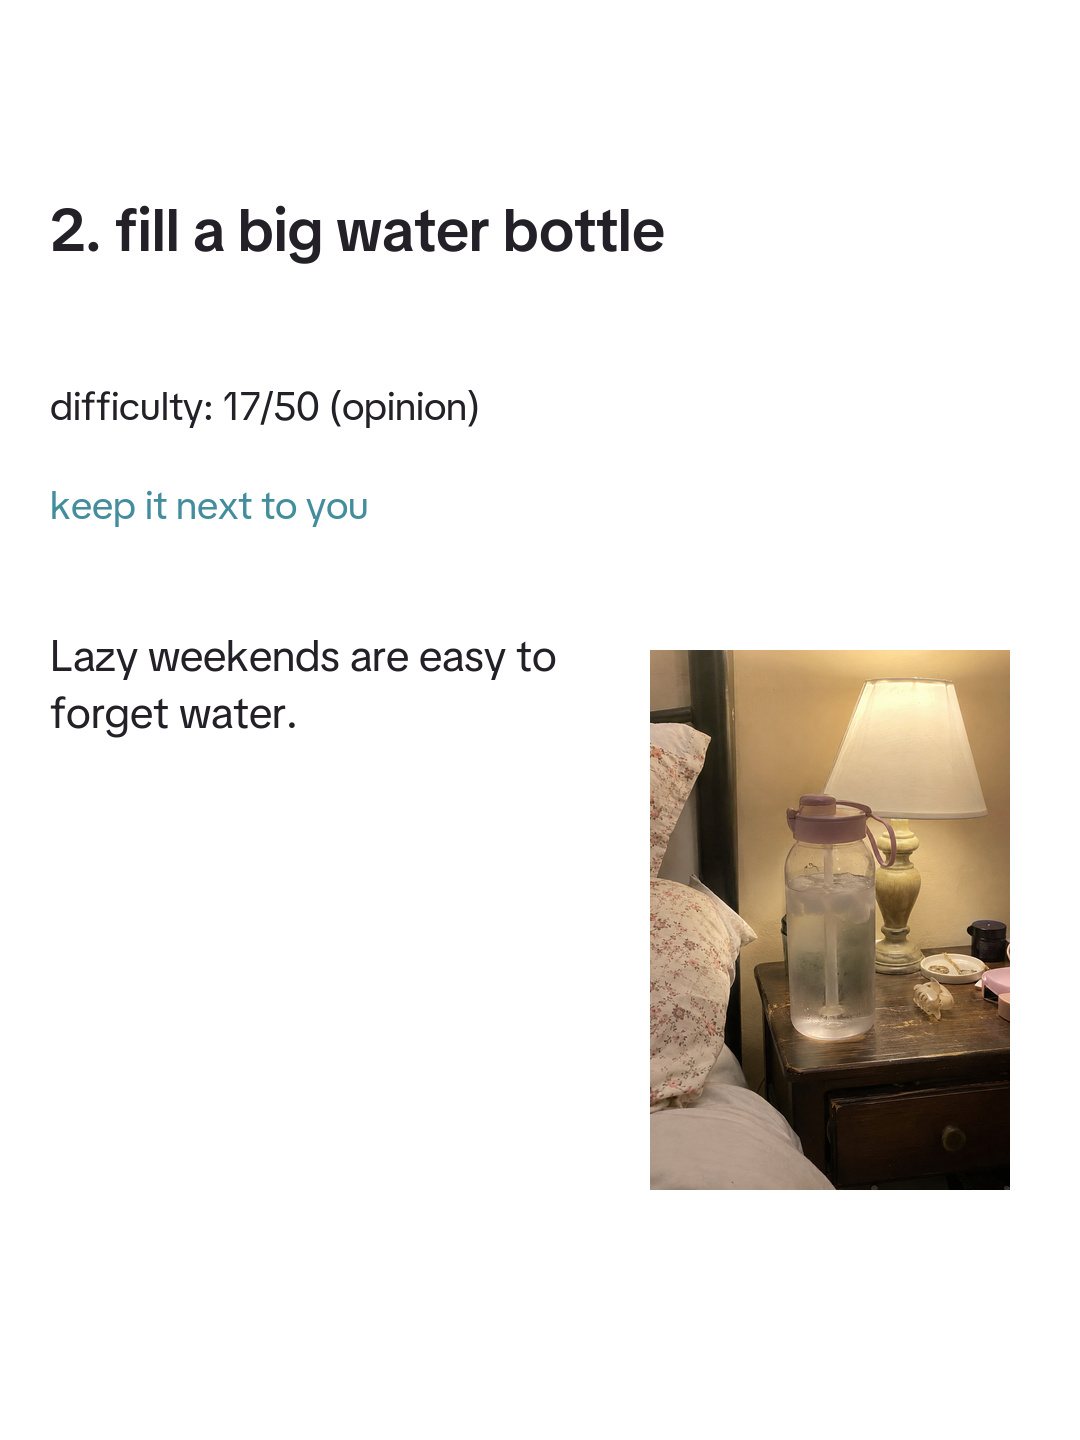 2. fill a big water bottle
difficulty: 17/50 (opinion)
keep it next to you
Lazy weekends are easy to
forget water.